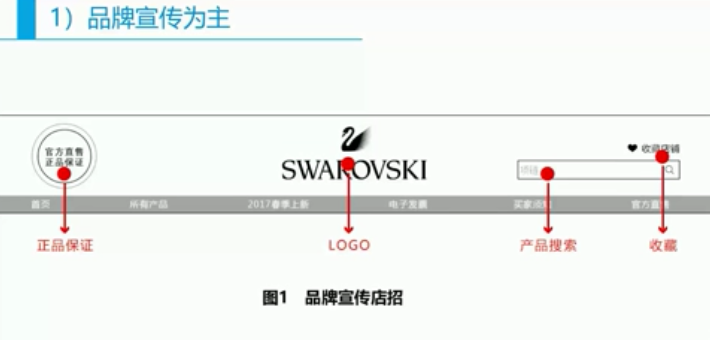 1）品牌宣传为主
官方直售
正品保证
SWAROVSKI
收藏店铺
项链
首页 所有产品 2017春季上新 电子发票 买家须知 官方直售
正品保证 LOGO 产品搜索 收藏
图1 品牌宣传店招